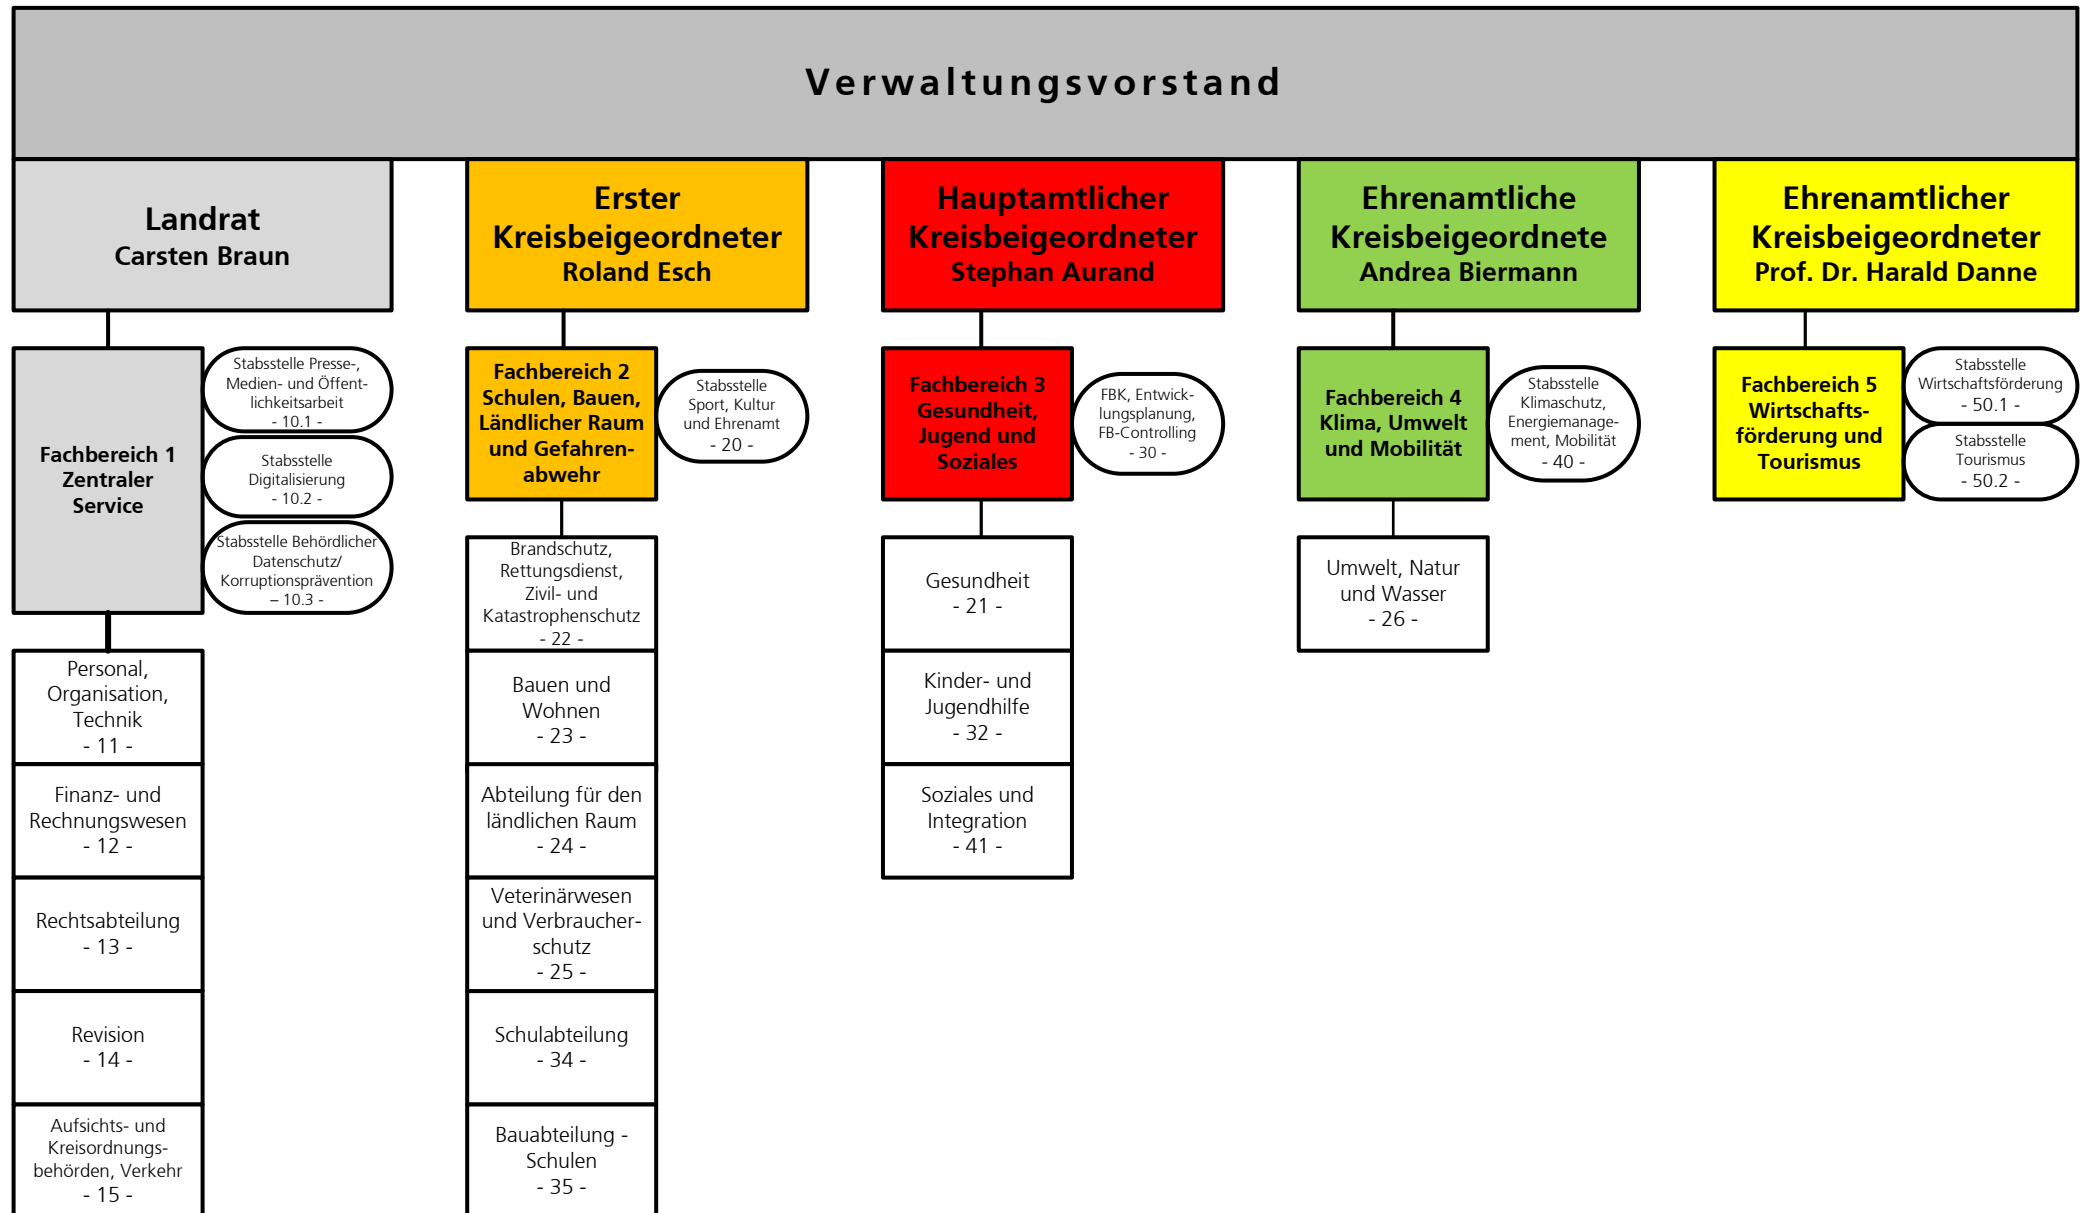 Verwaltungsvorstand
Landrat
Carsten Braun
Erster
Kreisbeigeordneter
Roland Esch
Hauptamtlicher
Kreisbeigeordneter
Stephan Aurand
Ehrenamtliche
Kreisbeigeordnete
Andrea Biermann
Ehrenamtlicher
Kreisbeigeordneter
Prof. Dr. Harald Danne
Fachbereich 1
Zentraler
Service
Stabsstelle Presse-,
Medien- und Öffent-
lichkeitsarbeit
- 10.1 -
Stabsstelle
Digitalisierung
- 10.2 -
Stabsstelle Behördlicher
Datenschutz/
Korruptionsprävention
– 10.3 -
Personal,
Organisation,
Technik
- 11 -
Finanz- und
Rechnungswesen
- 12 -
Rechtsabteilung
- 13 -
Revision
- 14 -
Aufsichts- und
Kreisordnungs-
behörden, Verkehr
- 15 -
Fachbereich 2
Schulen, Bauen,
Ländlicher Raum
und Gefahren-
abwehr
Stabsstelle
Sport, Kultur
und Ehrenamt
- 20 -
Brandschutz,
Rettungsdienst,
Zivil- und
Katastrophenschutz
- 22 -
Bauen und
Wohnen
- 23 -
Abteilung für den
ländlichen Raum
- 24 -
Veterinärwesen
und Verbraucher-
schutz
- 25 -
Schulabteilung
- 34 -
Bauabteilung -
Schulen
- 35 -
Fachbereich 3
Gesundheit,
Jugend und
Soziales
FBK, Entwick-
lungsplanung,
FB-Controlling
- 30 -
Gesundheit
- 21 -
Kinder- und
Jugendhilfe
- 32 -
Soziales und
Integration
- 41 -
Fachbereich 4
Klima, Umwelt
und Mobilität
Stabsstelle
Klimaschutz,
Energiemanage-
ment, Mobilität
- 40 -
Umwelt, Natur
und Wasser
- 26 -
Fachbereich 5
Wirtschafts-
förderung und
Tourismus
Stabsstelle
Wirtschaftsförderung
- 50.1 -
Stabsstelle
Tourismus
- 50.2 -